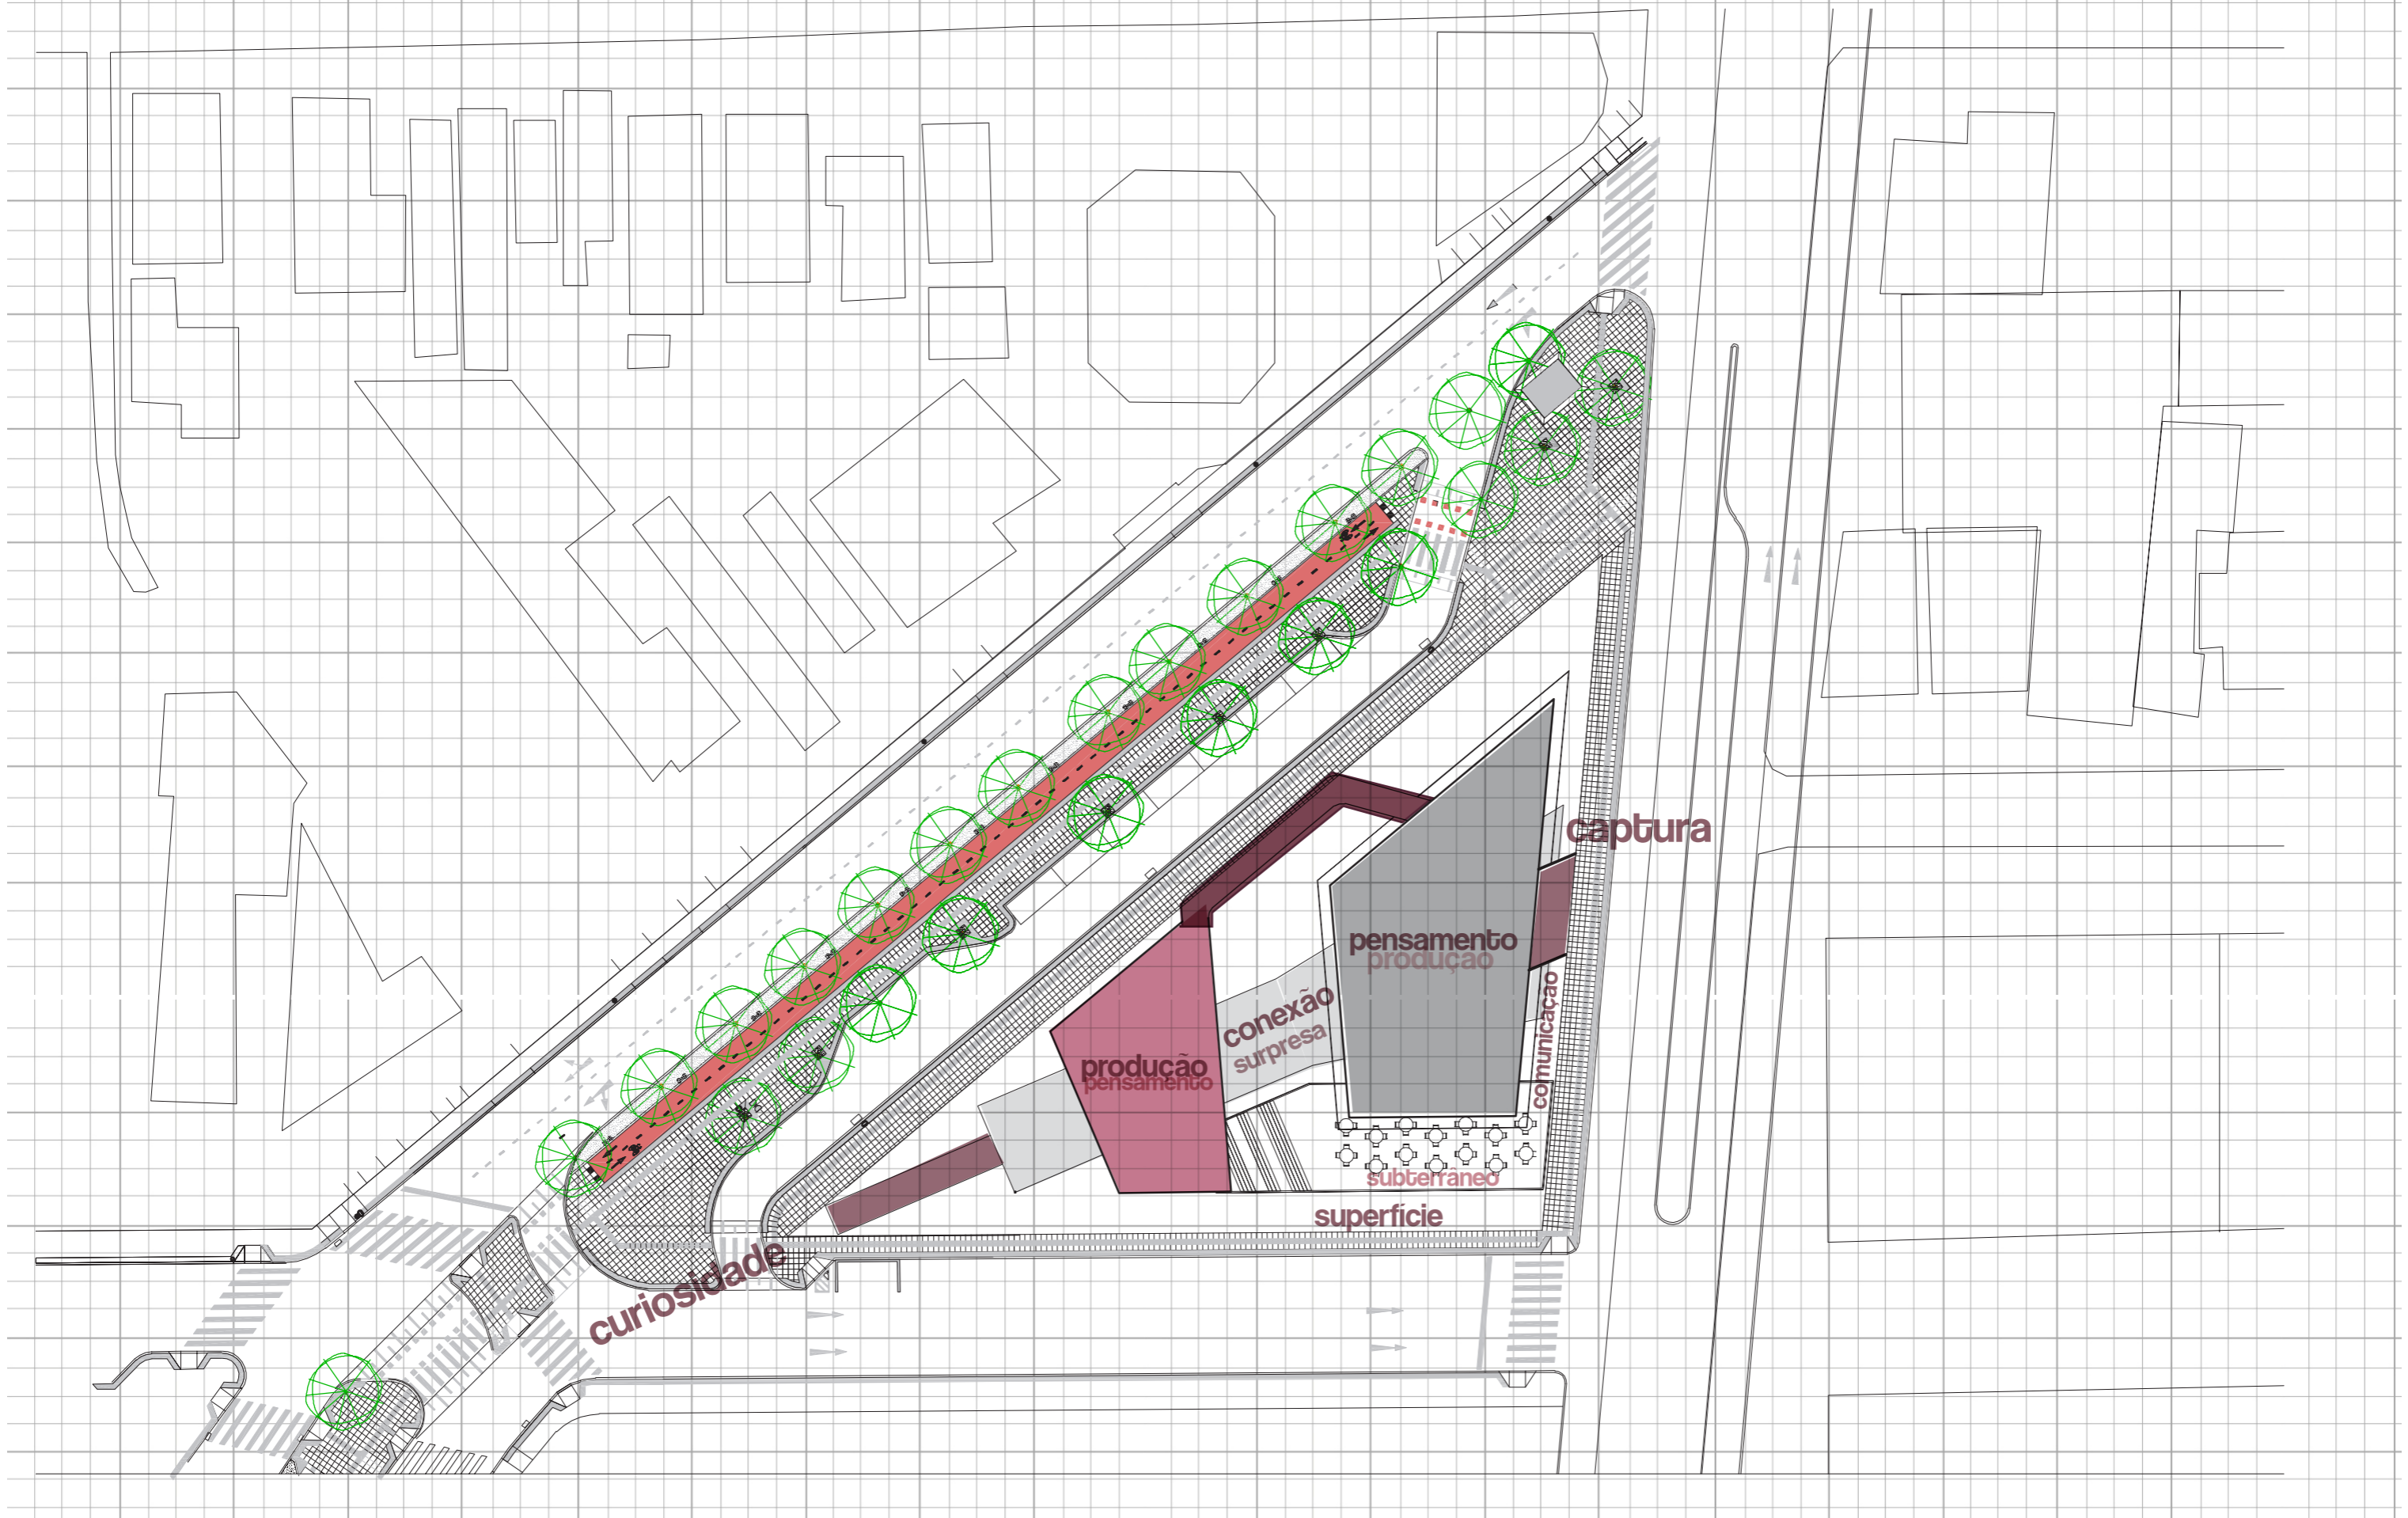 captura
pensamento
produção
conexão
surpresa
comunicação
produção
pensamento
subterrâneo
superfície
curiosidade